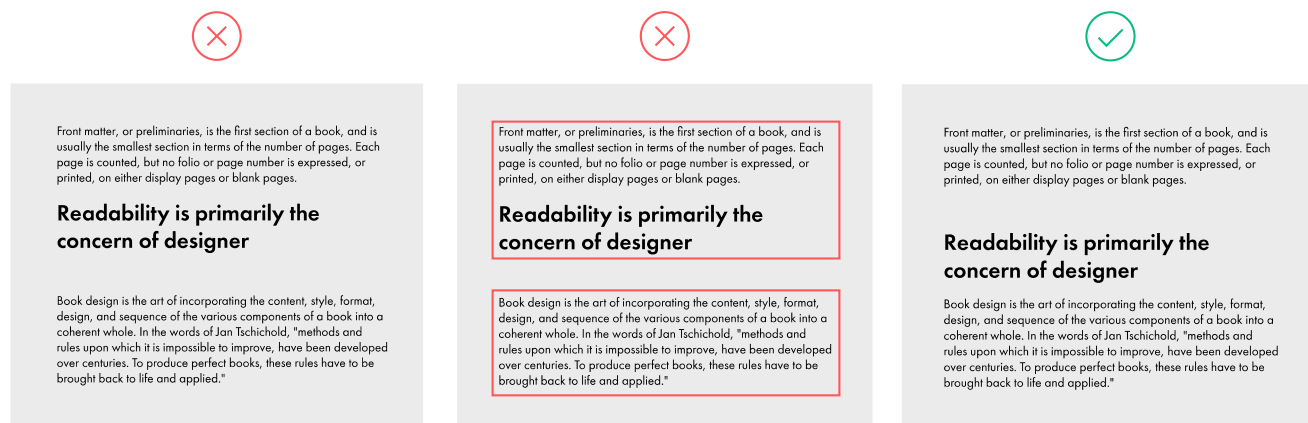 Front matter, or preliminaries, is the first section of a book, and is
usually the smallest section in terms of the number of pages. Each
page is counted, but no folio or page number is expressed, or
printed, on either display pages or blank pages.
Readability is primarily the
concern of designer
Book design is the art of incorporating the content, style, format,
design, and sequence of the various components of a book into a
coherent whole. In the words of Jan Tschichold, "methods and
rules upon which it is impossible to improve, have been developed
over centuries. To produce perfect books, these rules have to be
brought back to life and applied."
Front matter, or preliminaries, is the first section of a book, and is
usually the smallest section in terms of the number of pages. Each
page is counted, but no folio or page number is expressed, or
printed, on either display pages or blank pages.
Readability is primarily the
concern of designer
Book design is the art of incorporating the content, style, format,
design, and sequence of the various components of a book into a
coherent whole. In the words of Jan Tschichold, "methods and
rules upon which it is impossible to improve, have been developed
over centuries. To produce perfect books, these rules have to be
brought back to life and applied."
Front matter, or preliminaries, is the first section of a book, and is
usually the smallest section in terms of the number of pages. Each
page is counted, but no folio or page number is expressed, or
printed, on either display pages or blank pages.
Readability is primarily the
concern of designer
Book design is the art of incorporating the content, style, format,
design, and sequence of the various components of a book into a
coherent whole. In the words of Jan Tschichold, "methods and
rules upon which it is impossible to improve, have been developed
over centuries. To produce perfect books, these rules have to be
brought back to life and applied."